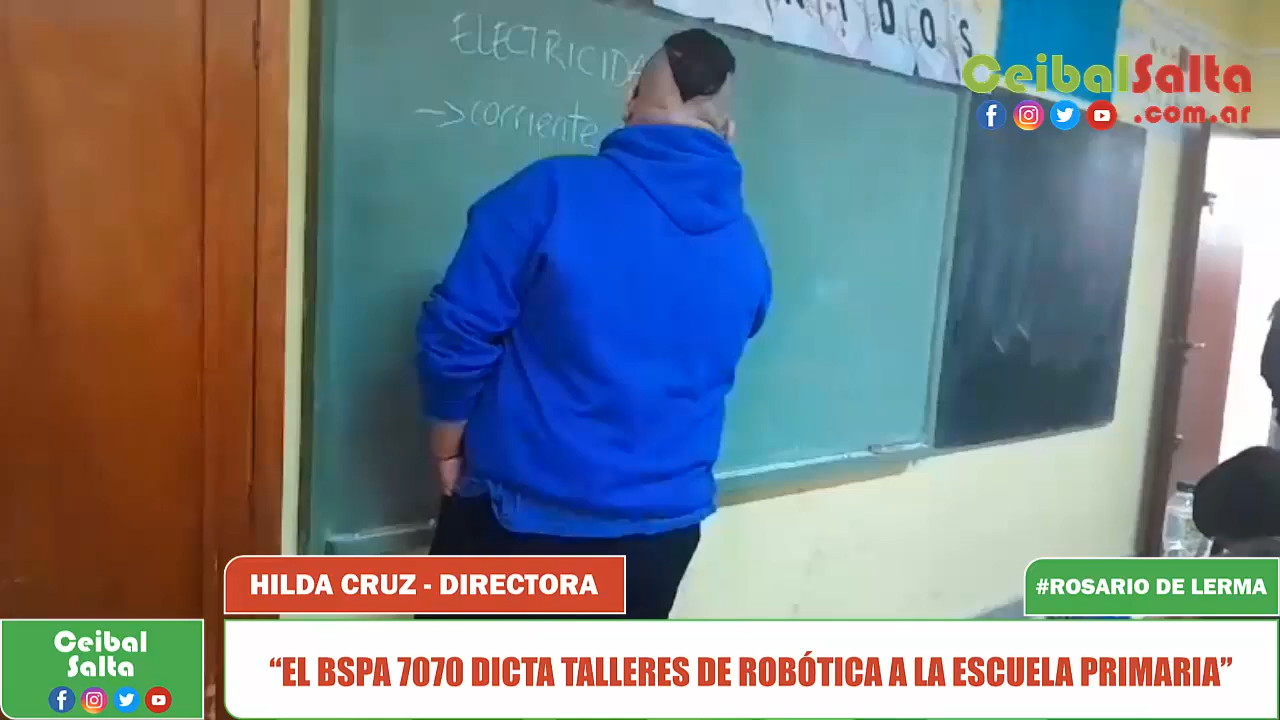 IDOS
ELECTRICIDA
→ corriente
CeibalSalta
.com.ar
HILDA CRUZ - DIRECTORA
#ROSARIO DE LERMA
Ceibal
Salta
“EL BSPA 7070 DICTA TALLERES DE ROBÓTICA A LA ESCUELA PRIMARIA”